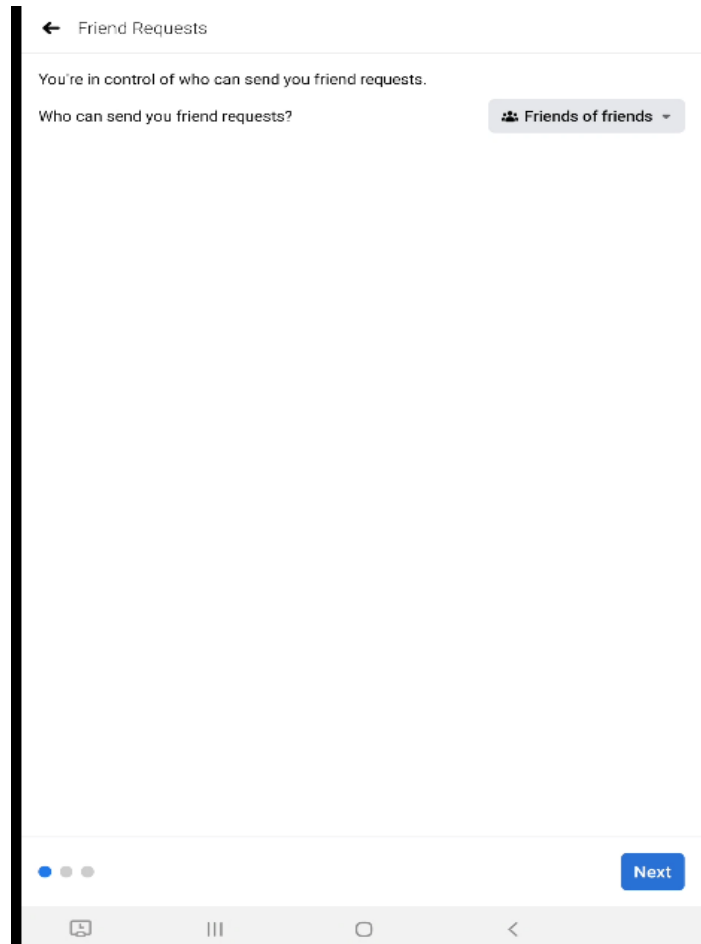 Friend Requests
You're in control of who can send you friend requests.
Who can send you friend requests?
Friends of friends
Next